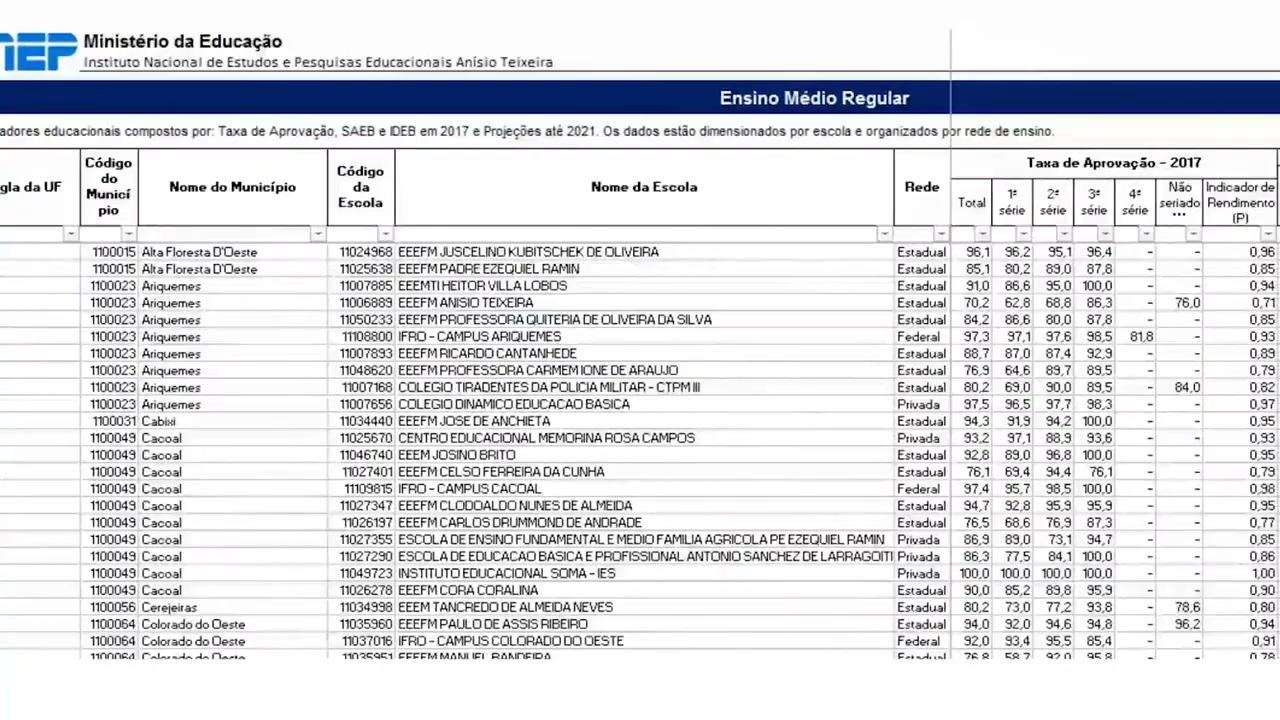 NEP Ministério da Educação
Instituto Nacional de Estudos e Pesquisas Educacionais Anísio Teixeira
Ensino Médio Regular
adores educacionais compostos por: Taxa de Aprovação, SAEB e IDEB em 2017 e Projeções até 2021. Os dados estão dimensionados por escola e organizados por rede de ensino.
gla da UF Código do Municí pio Nome do Município Código da Escola Nome da Escola Rede Taxa de Aprovação - 2017
Total 1ª série 2ª série 3ª série 4ª série Não seriado ... Indicador de Rendimento (P)
1100015 Alta Floresta D'Oeste 11024968 EEEFM JUSCELINO KUBITSCHEK DE OLIVEIRA Estadual 96,1 96,2 95,1 96,4 - - 0,96
1100015 Alta Floresta D'Oeste 11025638 EEEFM PADRE EZEQUIEL RAMIN Estadual 85,1 80,2 89,0 87,8 - - 0,85
1100023 Ariquemes 11007885 EEEMTI HEITOR VILLA LOBOS Estadual 91,0 86,6 95,0 100,0 - - 0,94
1100023 Ariquemes 11006889 EEEFM ANISIO TEIXEIRA Estadual 70,2 62,8 68,8 86,3 - 76,0 0,71
1100023 Ariquemes 11050233 EEEFM PROFESSORA QUITERIA DE OLIVEIRA DA SILVA Estadual 84,2 86,6 80,0 87,8 - - 0,85
1100023 Ariquemes 11108800 IFRO - CAMPUS ARIQUEMES Federal 97,3 97,1 97,6 98,5 81,8 - 0,93
1100023 Ariquemes 11007893 EEEFM RICARDO CANTANHEDE Estadual 88,7 87,0 87,4 92,9 - - 0,89
1100023 Ariquemes 11048620 EEEFM PROFESSORA CARMEM IONE DE ARAUJO Estadual 76,9 64,6 89,7 89,5 - - 0,79
1100023 Ariquemes 11007168 COLEGIO TIRADENTES DA POLICIA MILITAR - CTPM III Estadual 80,2 69,0 90,0 89,5 - 84,0 0,82
1100023 Ariquemes 11007656 COLEGIO DINAMICO EDUCACAO BASICA Privada 97,5 96,5 97,7 98,3 - - 0,97
1100031 Cabixi 11034440 EEEFM JOSE DE ANCHIETA Estadual 94,3 91,9 94,2 100,0 - - 0,95
1100049 Cacoal 11025670 CENTRO EDUCACIONAL MEMORINA ROSA CAMPOS Privada 93,2 97,1 88,9 93,6 - - 0,93
1100049 Cacoal 11046740 EEEM JOSINO BRITO Estadual 92,8 89,0 96,8 100,0 - - 0,95
1100049 Cacoal 11027401 EEEFM CELSO FERREIRA DA CUNHA Estadual 76,1 69,4 94,4 76,1 - - 0,79
1100049 Cacoal 11109815 IFRO - CAMPUS CACOAL Federal 97,4 95,7 98,5 100,0 - - 0,98
1100049 Cacoal 11027347 EEEFM CLODOALDO NUNES DE ALMEIDA Estadual 94,7 92,8 95,9 95,9 - - 0,95
1100049 Cacoal 11026197 EEEFM CARLOS DRUMMOND DE ANDRADE Estadual 76,5 68,6 76,9 87,3 - - 0,77
1100049 Cacoal 11027355 ESCOLA DE ENSINO FUNDAMENTAL E MEDIO FAMILIA AGRICOLA PE EZEQUIEL RAMIN Privada 86,9 89,0 73,1 94,7 - - 0,85
1100049 Cacoal 11027290 ESCOLA DE EDUCACAO BASICA E PROFISSIONAL ANTONIO SANCHEZ DE LARRAGOITI Privada 86,3 77,5 84,1 100,0 - - 0,86
1100049 Cacoal 11049723 INSTITUTO EDUCACIONAL SOMA - IES Privada 100,0 100,0 100,0 100,0 - - 1,00
1100049 Cacoal 11026278 EEEFM CORA CORALINA Estadual 90,0 85,2 89,8 95,9 - - 0,90
1100056 Cerejeiras 11034998 EEEM TANCREDO DE ALMEIDA NEVES Estadual 80,2 73,0 77,2 93,8 - 78,6 0,80
1100064 Colorado do Oeste 11035960 EEEFM PAULO DE ASSIS RIBEIRO Estadual 94,0 92,0 94,6 94,8 - 96,2 0,94
1100064 Colorado do Oeste 11037016 IFRO - CAMPUS COLORADO DO OESTE Federal 92,0 93,4 95,5 85,4 - - 0,91
1100064 Colorado do Oeste 11035951 EEEFM MANUEL BANDEIRA Estadual 76,8 58,7 92,0 95,8 - - 0,78